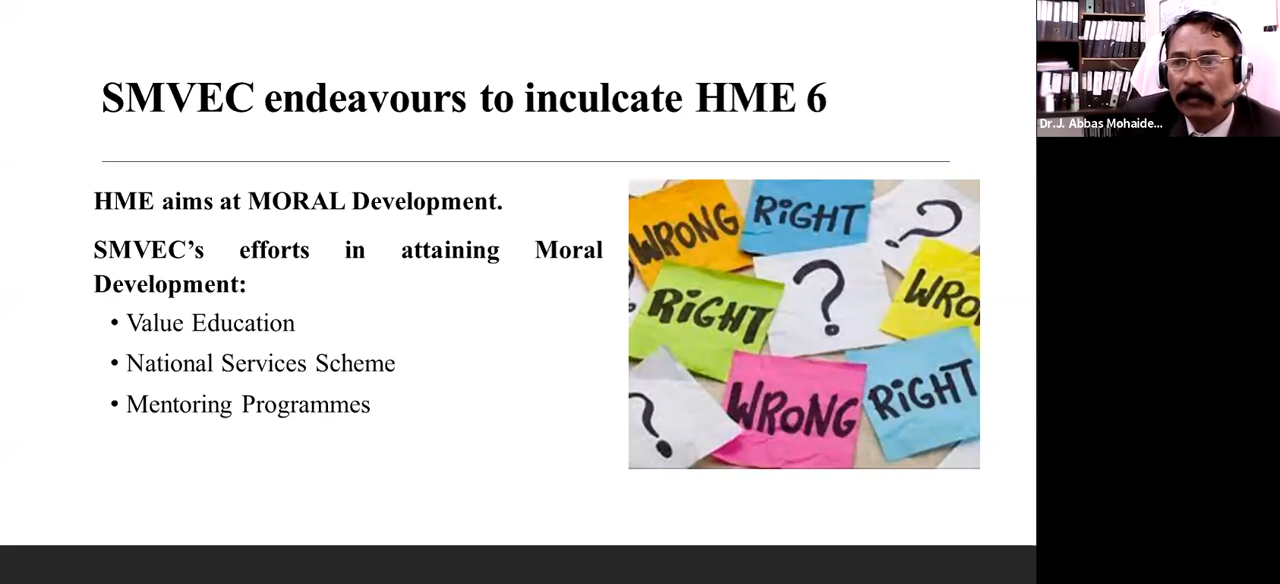 SMVEC endeavours to inculcate HME 6
HME aims at MORAL Development.
SMVEC’s efforts in attaining Moral
Development:
• Value Education
• National Services Scheme
• Mentoring Programmes
WRONG
RiGHT
?
RiGHT
?
WRO
?
WRONG
RiGHT
Dr.J. Abbas Mohaide...